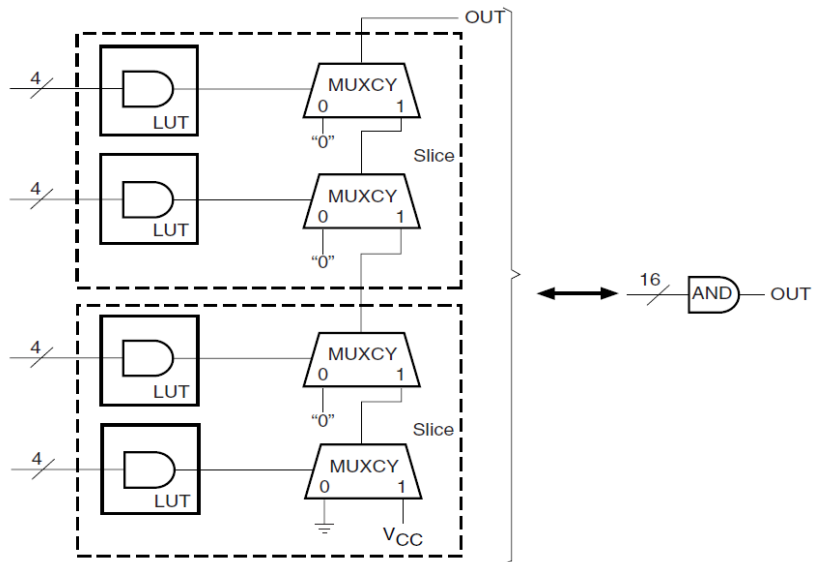 OUT
4
LUT
MUXCY
0 1
“0”
Slice
4
LUT
MUXCY
0 1
“0”
16
AND
OUT
4
LUT
MUXCY
0 1
“0”
Slice
4
LUT
MUXCY
0 1
VCC